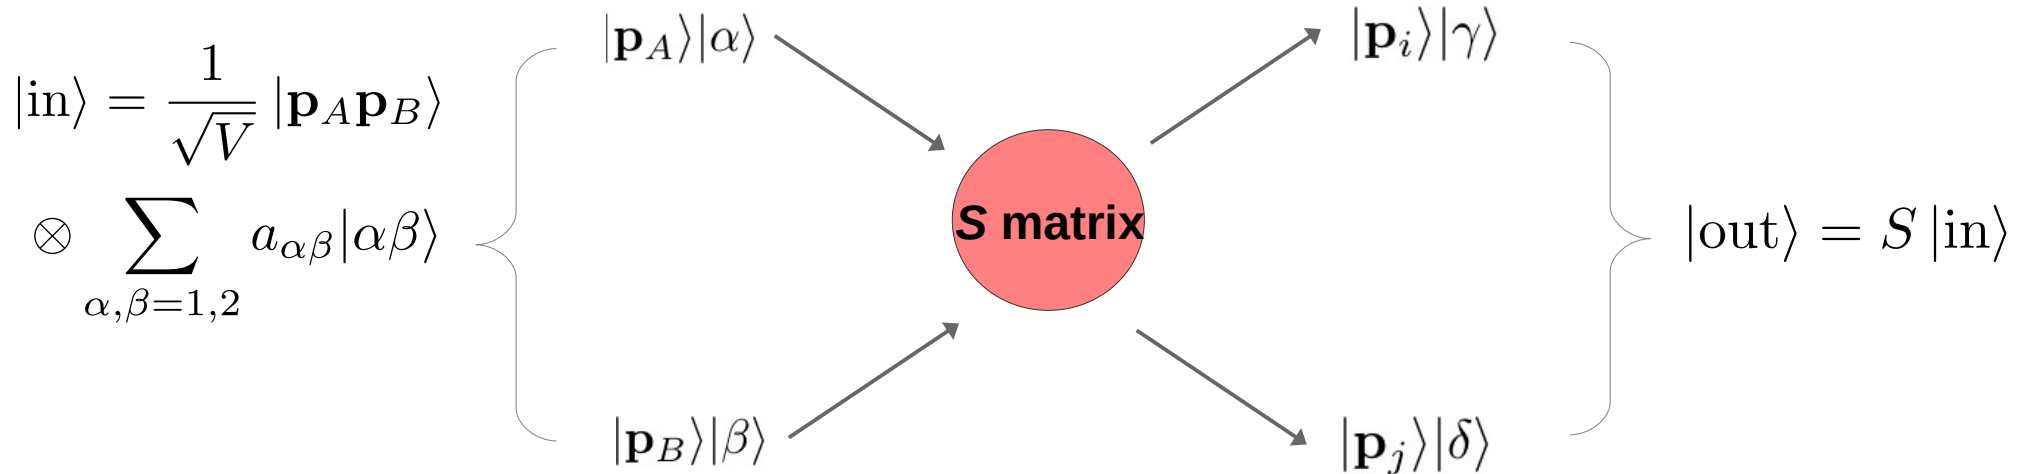 |in⟩ = 1/√V |𝐩_A 𝐩_B⟩
⊗ ∑_{α,β=1,2} a_{αβ}|αβ⟩
|𝐩_A⟩|α⟩
|𝐩_B⟩|β⟩
S matrix
|𝐩_i⟩|γ⟩
|𝐩_j⟩|δ⟩
|out⟩ = S |in⟩